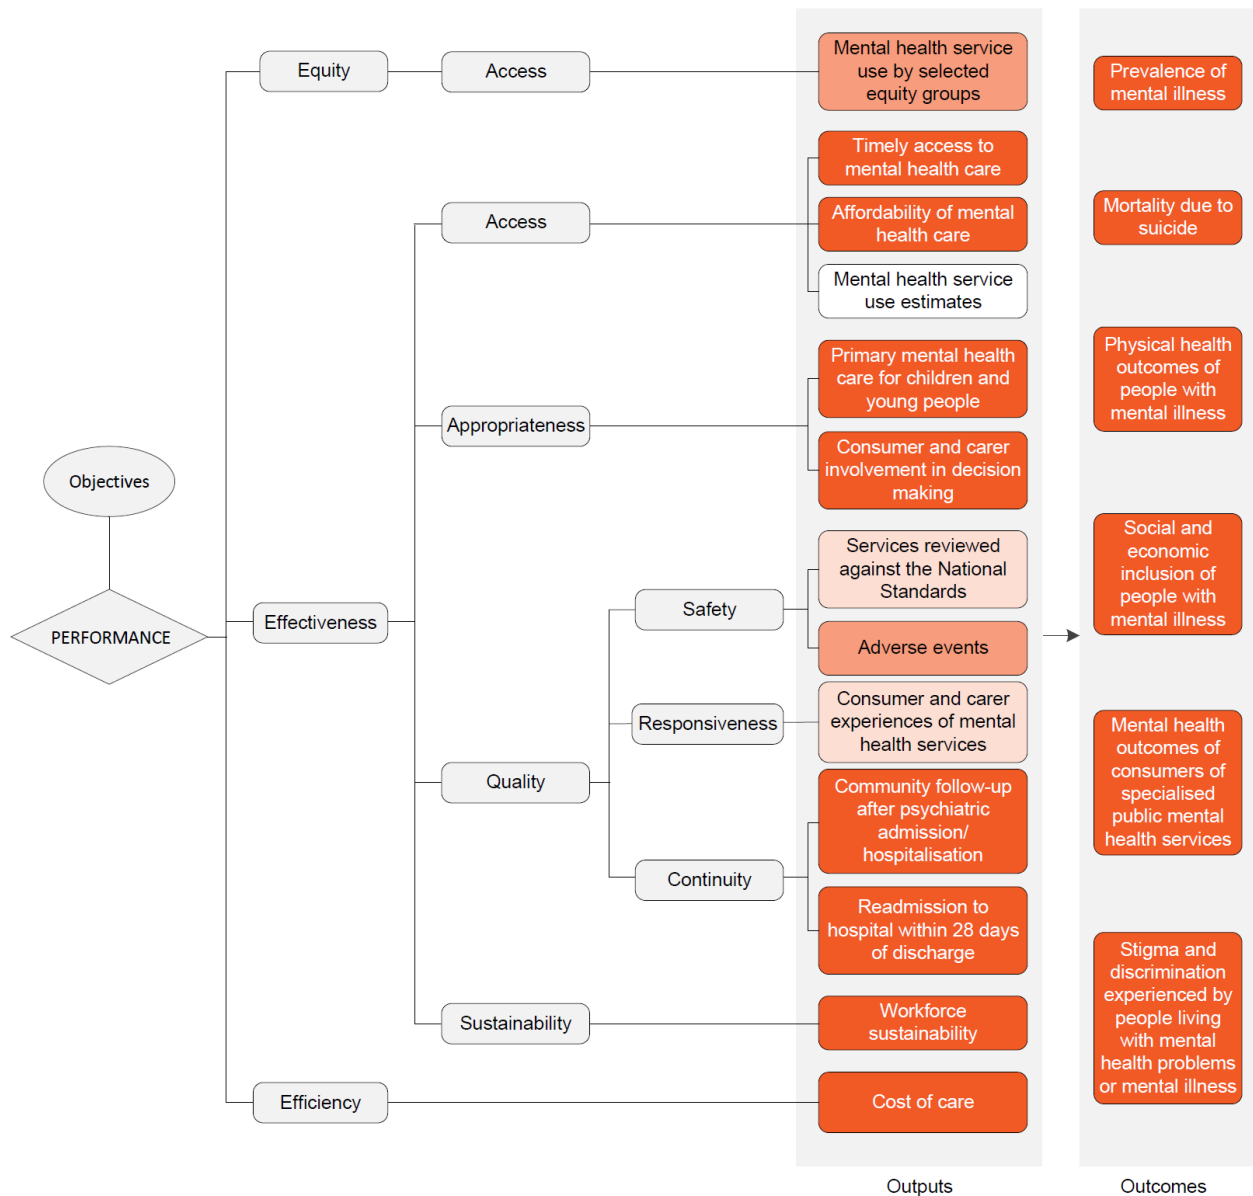 Objectives
PERFORMANCE
Equity
Access
Mental health service
use by selected
equity groups
Effectiveness
Access
Timely access to
mental health care
Affordability of mental
health care
Mental health service
use estimates
Appropriateness
Primary mental health
care for children and
young people
Consumer and carer
involvement in decision
making
Quality
Safety
Services reviewed
against the National
Standards
Adverse events
Responsiveness
Consumer and carer
experiences of mental
health services
Continuity
Community follow-up
after psychiatric
admission/
hospitalisation
Readmission to
hospital within 28 days
of discharge
Sustainability
Workforce
sustainability
Efficiency
Cost of care
Outputs
Prevalence of
mental illness
Mortality due to
suicide
Physical health
outcomes of
people with
mental illness
Social and
economic
inclusion of
people with
mental illness
Mental health
outcomes of
consumers of
specialised
public mental
health services
Stigma and
discrimination
experienced by
people living
with mental
health problems
or mental illness
Outcomes